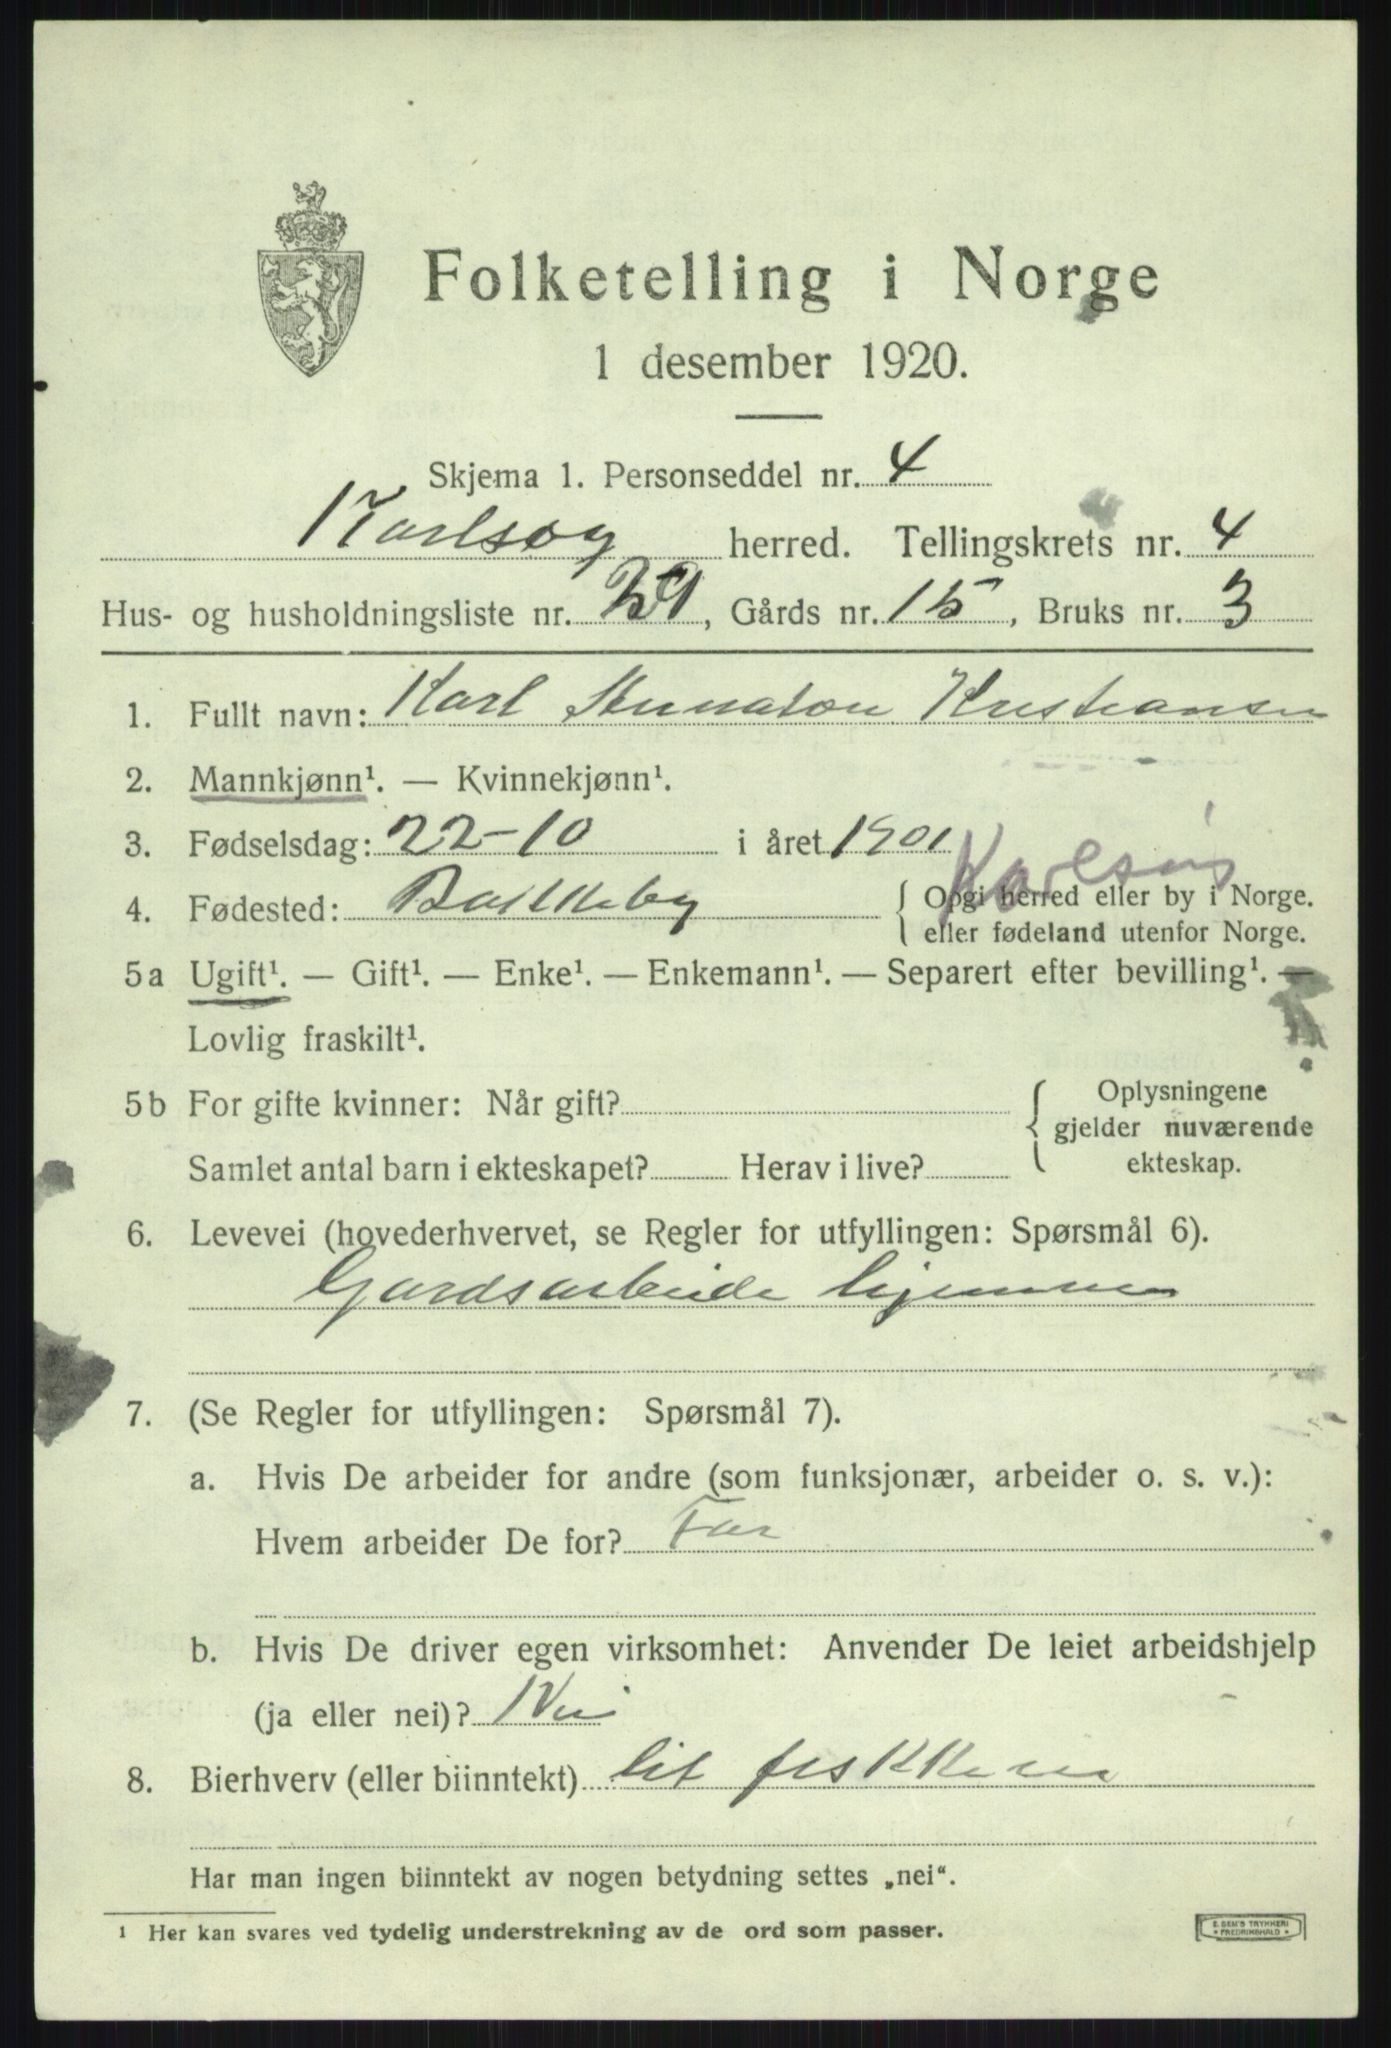 Folketelling i Norge
1 desember 1920.
Skjema 1. Personseddel nr. 4
Karlsøy herred. Tellingskrets nr. 4
Hus- og husholdningsliste nr. 29, Gårds nr. 15, Bruks nr. 3
1. Fullt navn: Karl Kristiansen
2. Mannkjønn¹. — Kvinnekjønn¹.
3. Fødselsdag: 22-10 i året 1901
Karlsøy
4. Fødested: { Opgi herred eller by i Norge.
eller fødeland utenfor Norge.
5a Ugift¹. — Gift¹. — Enke¹. — Enkemann¹. — Separert efter bevilling¹. —
Lovlig fraskilt¹.
5b For gifte kvinner: Når gift? { Oplysningene
gjelder nuværende
ekteskap.
Samlet antal barn i ekteskapet? Herav i live?
6. Levevei (hovederhvervet, se Regler for utfyllingen: Spørsmål 6).
Gardsarbeide hjemme
7. (Se Regler for utfyllingen: Spørsmål 7).
a. Hvis De arbeider for andre (som funksjonær, arbeider o. s. v.):
Hvem arbeider De for? Far
b. Hvis De driver egen virksomhet: Anvender De leiet arbeidshjelp
(ja eller nei)? Nei
8. Bierhverv (eller biinntekt) lit
Har man ingen biinntekt av nogen betydning settes „nei“.
¹ Her kan svares ved tydelig understrekning av de ord som passer.
E. SEM'S TRYKKERI
FREDRIKSHALD